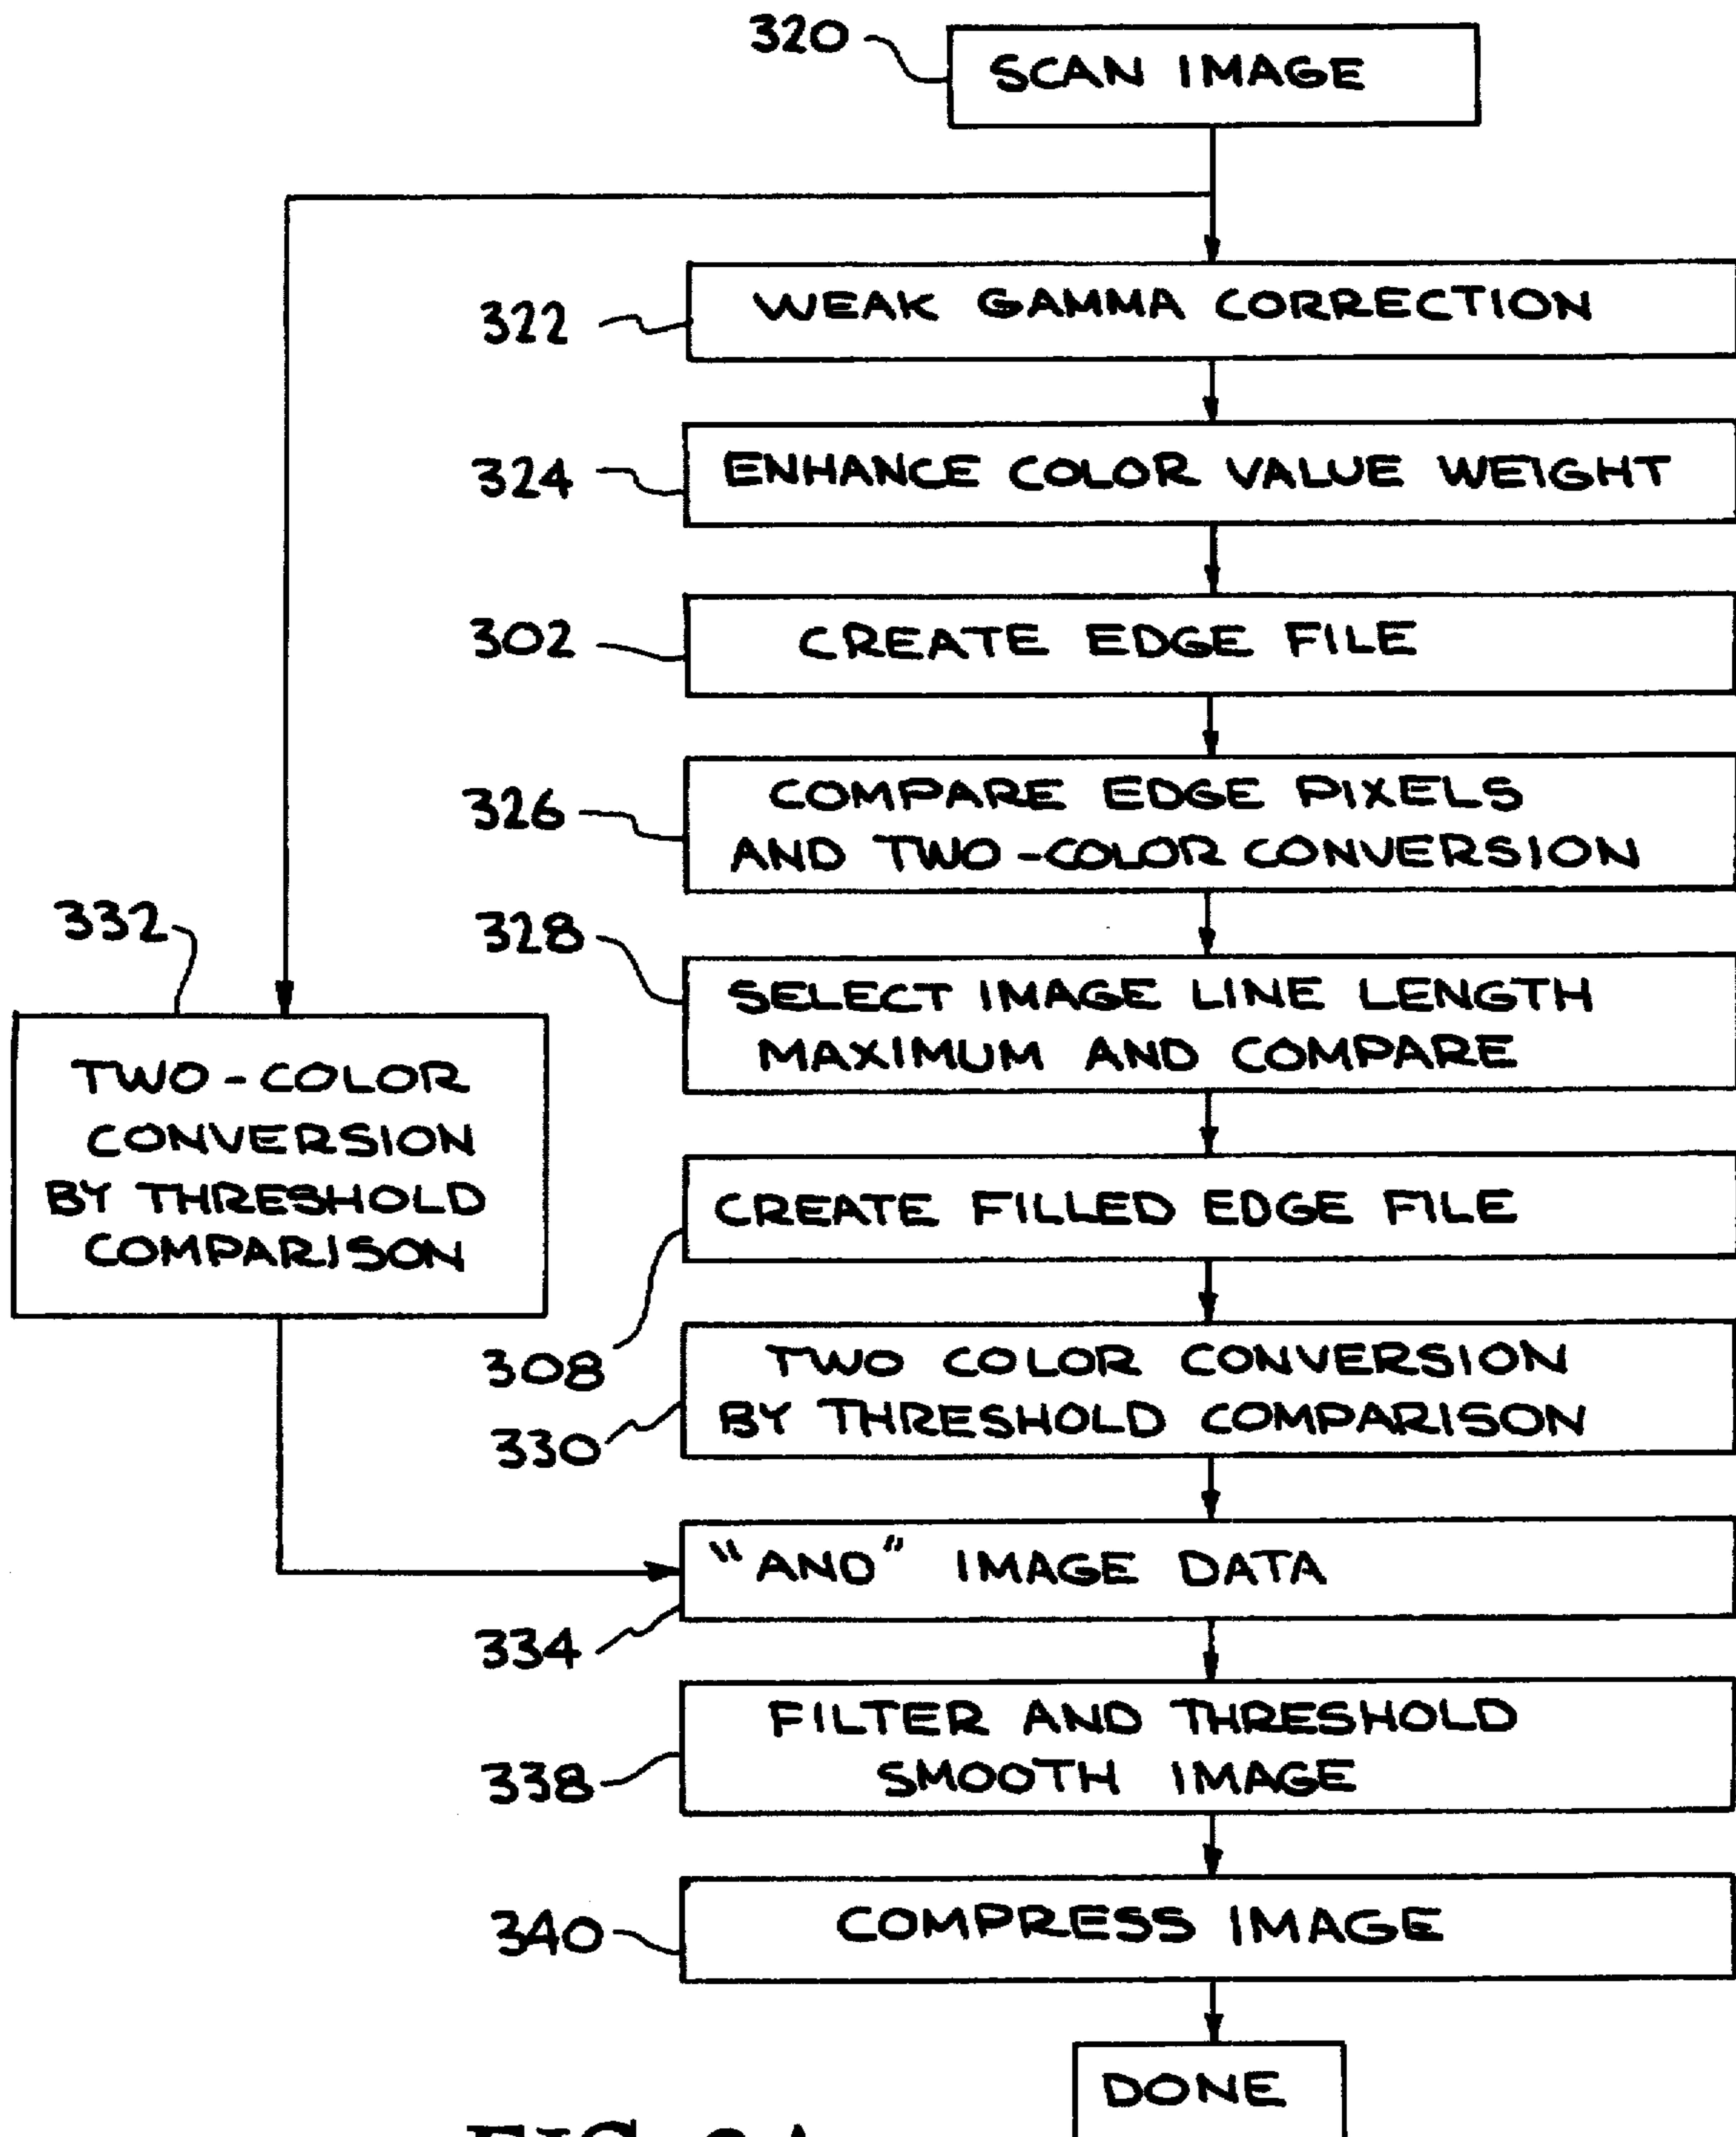 320
SCAN IMAGE
322
WEAK GAMMA CORRECTION
324
ENHANCE COLOR VALUE WEIGHT
302
CREATE EDGE FILE
326
COMPARE EDGE PIXELS
AND TWO-COLOR CONVERSION
332
328
SELECT IMAGE LINE LENGTH
MAXIMUM AND COMPARE
TWO-COLOR
CONVERSION
BY THRESHOLD
COMPARISON
CREATE FILLED EDGE FILE
308
TWO COLOR CONVERSION
BY THRESHOLD COMPARISON
330
"AND" IMAGE DATA
334
FILTER AND THRESHOLD
SMOOTH IMAGE
338
340
COMPRESS IMAGE
DONE